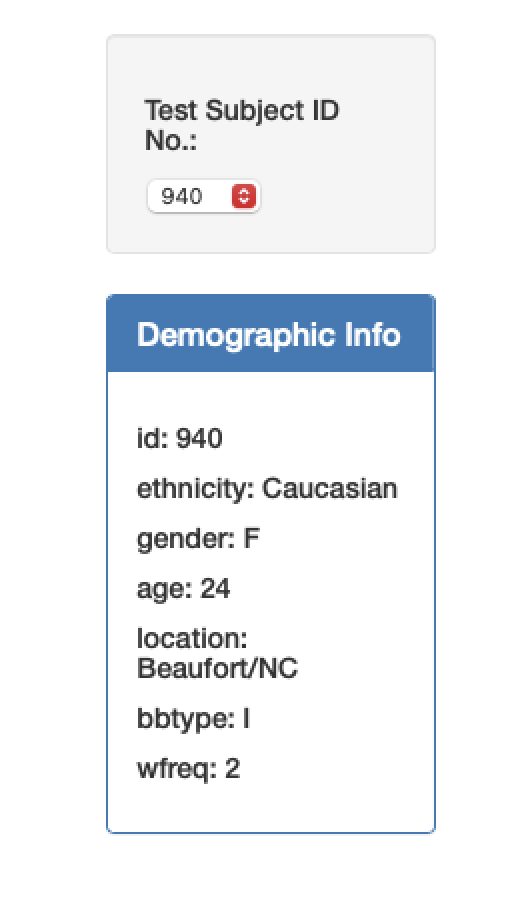 Test Subject ID
No.:
940
Demographic Info
id: 940
ethnicity: Caucasian
gender: F
age: 24
location:
Beaufort/NC
bbtype: I
wfreq: 2